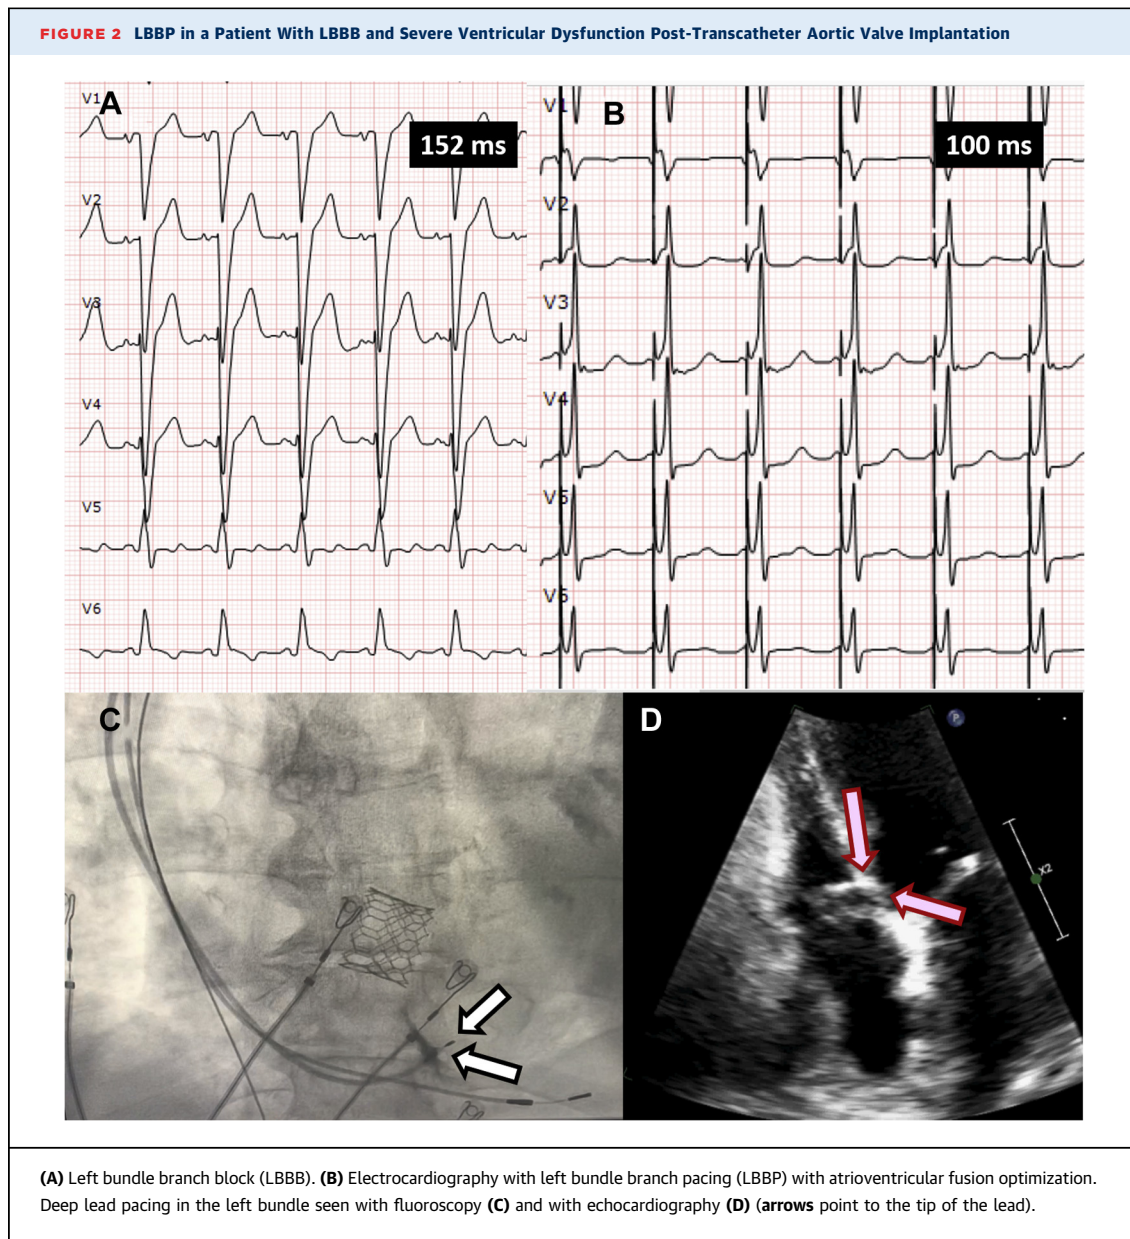 FIGURE 2 LBBP in a Patient With LBBB and Severe Ventricular Dysfunction Post-Transcatheter Aortic Valve Implantation
A
V1
152 ms
V2
V3
V4
V5
V6
B
V1
100 ms
V2
V3
V4
V5
V6
C
D
P
X2
(A) Left bundle branch block (LBBB). (B) Electrocardiography with left bundle branch pacing (LBBP) with atrioventricular fusion optimization.
Deep lead pacing in the left bundle seen with fluoroscopy (C) and with echocardiography (D) (arrows point to the tip of the lead).